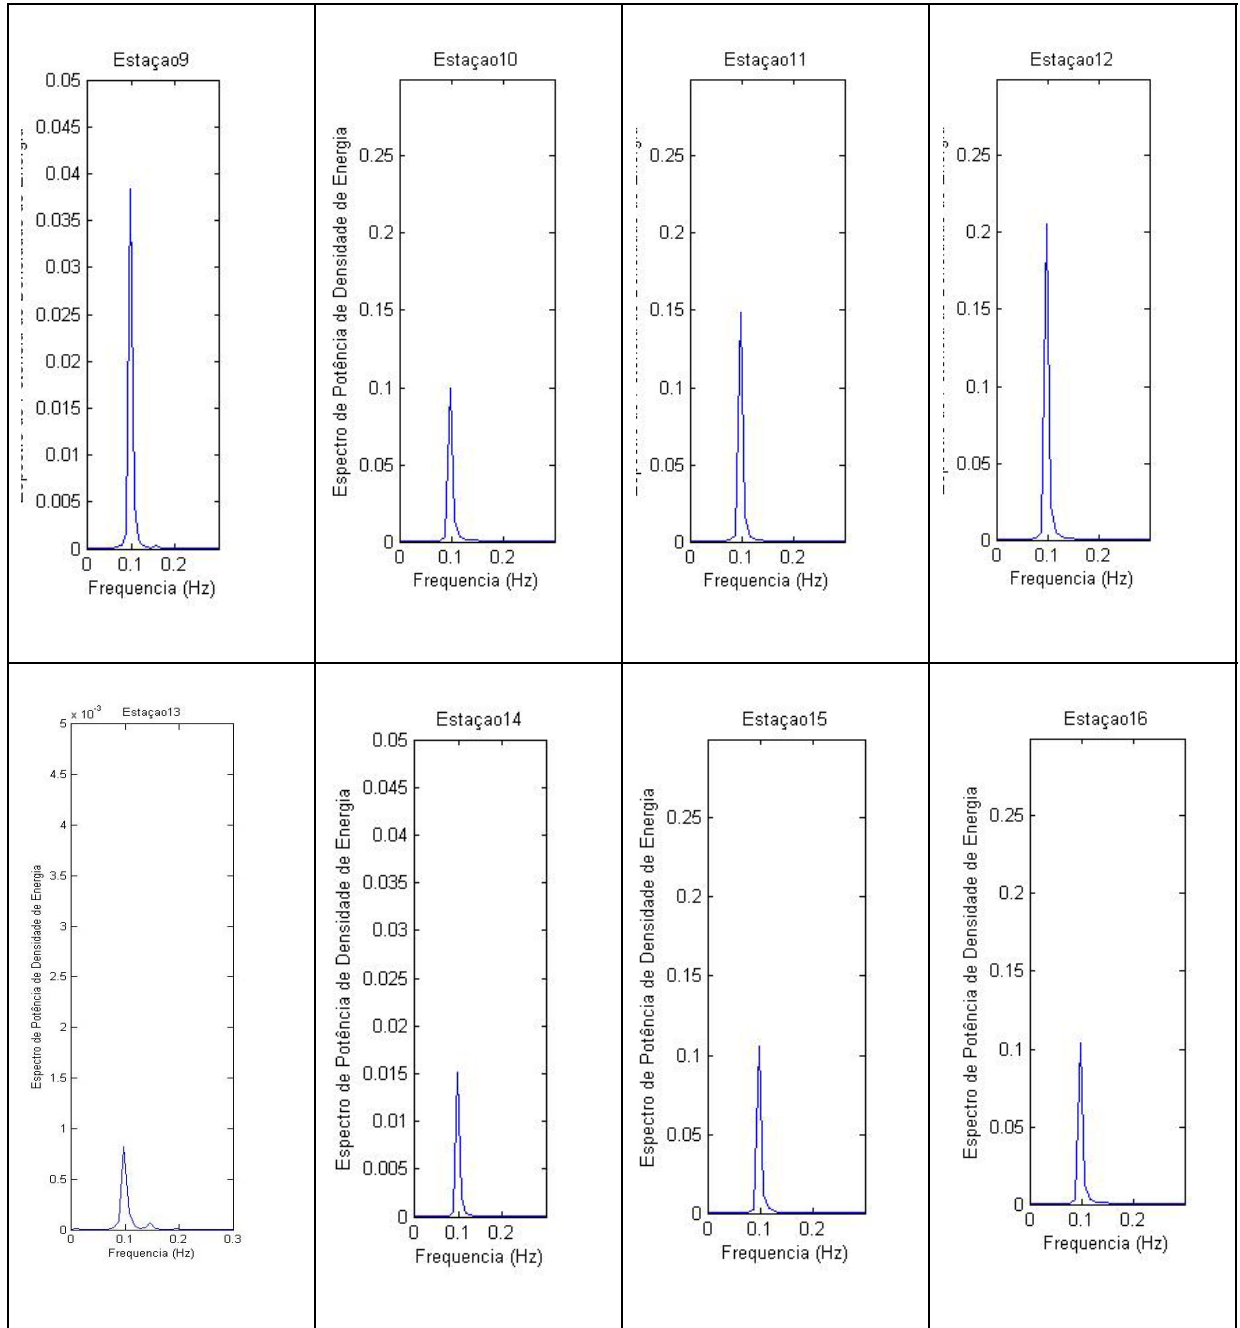 Estaçao9
0.05
0.045
0.04
0.035
0.03
0.025
0.02
0.015
0.01
0.005
0
0 0.1 0.2
Frequencia (Hz)
Estaçao10
Espectro de Potência de Densidade de Energia
0.25
0.2
0.15
0.1
0.05
0
0 0.1 0.2
Frequencia (Hz)
Estaçao11
0.25
0.2
0.15
0.1
0.05
0
0 0.1 0.2
Frequencia (Hz)
Estaçao12
0.25
0.2
0.15
0.1
0.05
0
0 0.1 0.2
Frequencia (Hz)
x 10⁻³ Estaçao13
Espectro de Potência de Densidade de Energia
5
4.5
4
3.5
3
2.5
2
1.5
1
0.5
0
0 0.1 0.2 0.3
Frequencia (Hz)
Estaçao14
Espectro de Potência de Densidade de Energia
0.05
0.045
0.04
0.035
0.03
0.025
0.02
0.015
0.01
0.005
0
0 0.1 0.2
Frequencia (Hz)
Estaçao15
Espectro de Potência de Densidade de Energia
0.25
0.2
0.15
0.1
0.05
0
0 0.1 0.2
Frequencia (Hz)
Estaçao16
Espectro de Potência de Densidade de Energia
0.25
0.2
0.15
0.1
0.05
0
0 0.1 0.2
Frequencia (Hz)